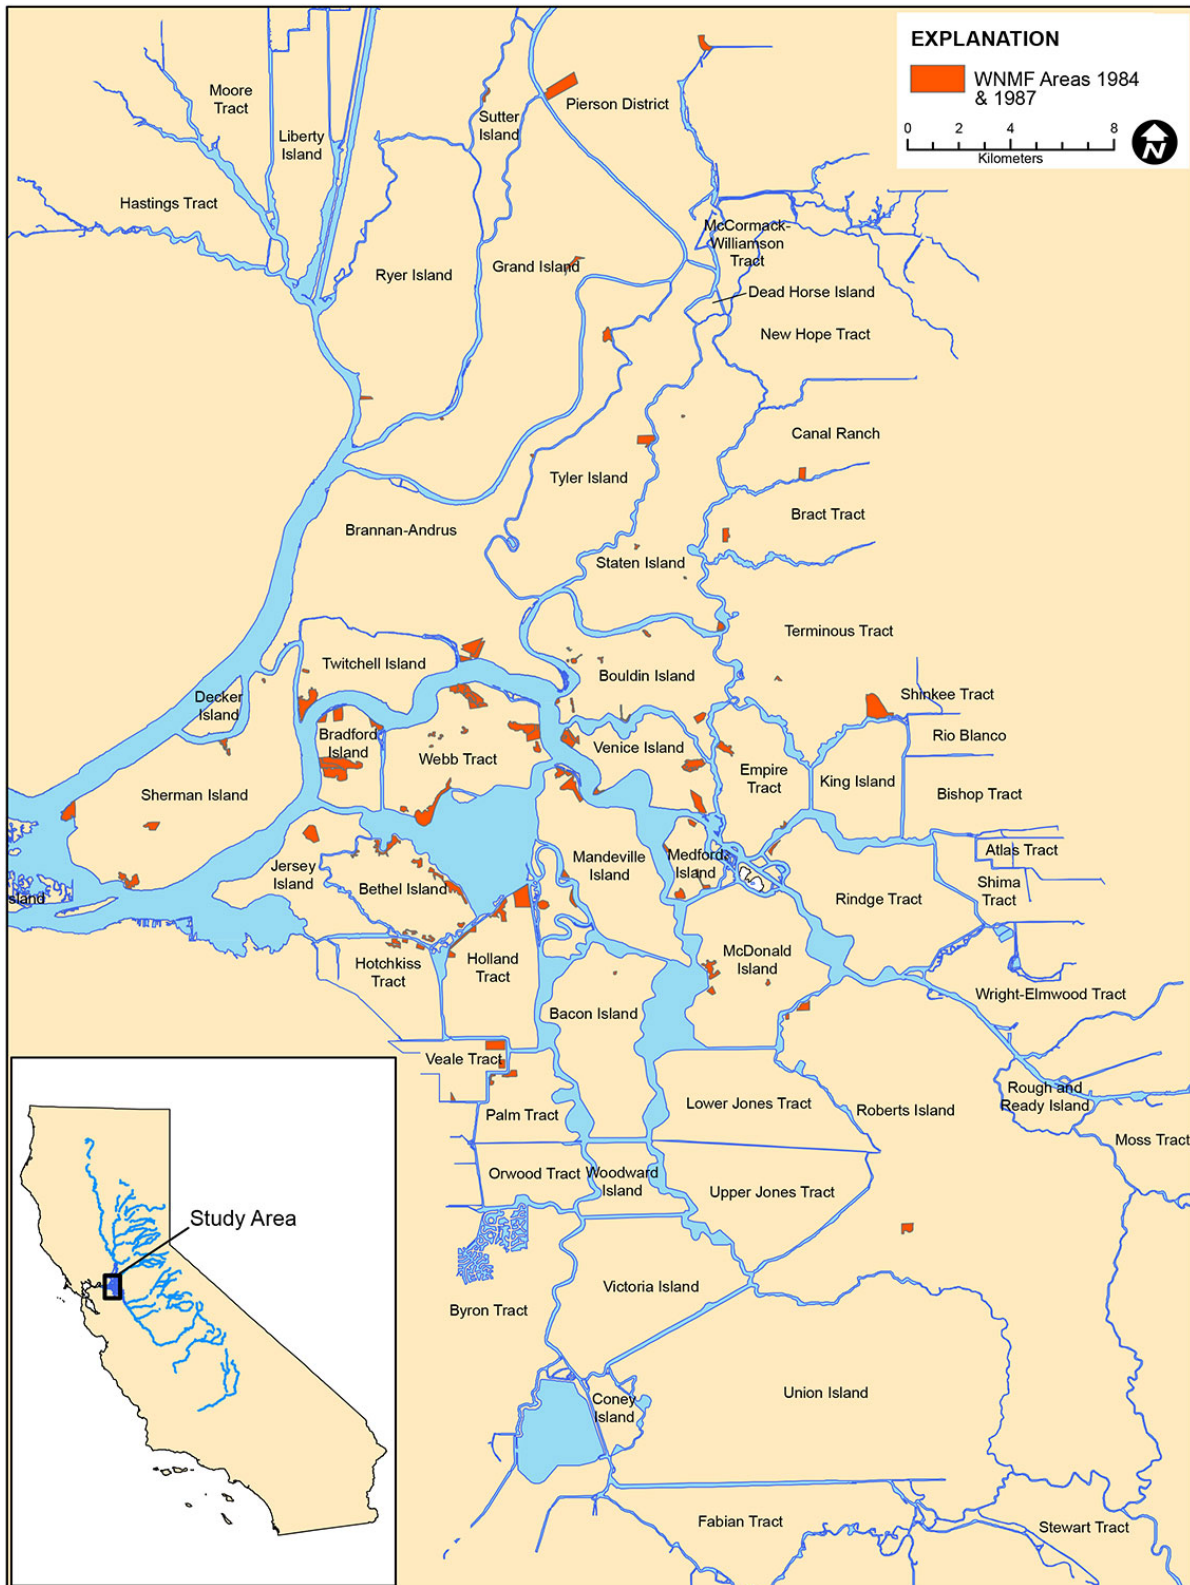 EXPLANATION
WNMF Areas 1984
& 1987
0 2 4 8
Kilometers
N
Moore
Tract
Liberty
Island
Sutter
Island
Pierson District
Hastings Tract
Ryer Island
Grand Island
McCormack-
Williamson
Tract
Dead Horse Island
New Hope Tract
Canal Ranch
Tyler Island
Bract Tract
Brannan-Andrus
Staten Island
Terminous Tract
Twitchell Island
Bouldin Island
Shinkee Tract
Decker
Island
Bradford
Island
Webb Tract
Venice Island
Rio Blanco
Empire
Tract
King Island
Sherman Island
Bishop Tract
Jersey
Island
Bethel Island
Mandeville
Island
Medford
Island
Atlas Tract
Shima
Tract
Rindge Tract
sland
Hotchkiss
Tract
Holland
Tract
McDonald
Island
Wright-Elmwood Tract
Bacon Island
Veale Tract
Palm Tract
Lower Jones Tract
Roberts Island
Rough and
Ready Island
Moss Tract
Orwood Tract
Woodward
Island
Upper Jones Tract
Study Area
Byron Tract
Victoria Island
Coney
Island
Union Island
Fabian Tract
Stewart Tract